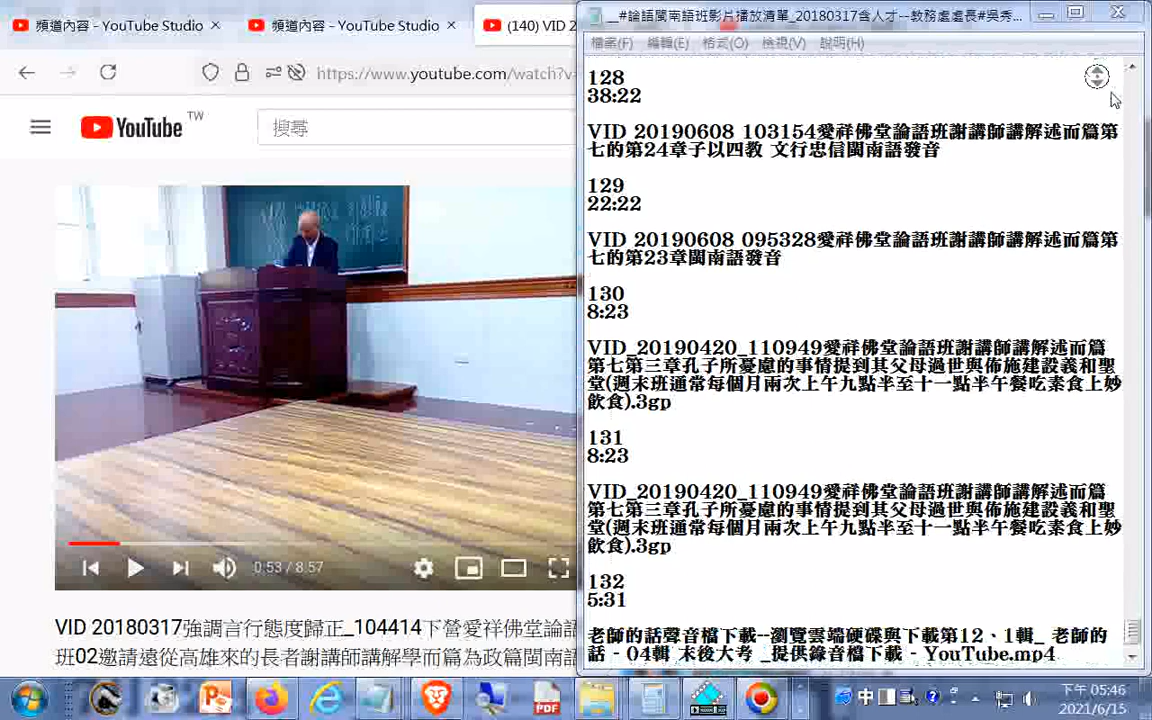 頻道內容 - YouTube Studio
頻道內容 - YouTube Studio
(140) VID 2
https://www.youtube.com/watch?v=
YouTube TW
搜尋
0:53 / 8:57
VID 20180317強調言行態度歸正_104414下營愛祥佛堂論語
班02邀請遠從高雄來的長者謝講師講解學而篇為政篇閩南語
__#論語閩南語班影片播放清單_20180317含人才--教務處處長#吳秀...
檔案(F) 編輯(E) 格式(O) 檢視(V) 說明(H)
128
38:22
VID 20190608 103154愛祥佛堂論語班謝講師講解述而篇第
七的第24章子以四教 文行忠信閩南語發音
129
22:22
VID 20190608 095328愛祥佛堂論語班謝講師講解述而篇第
七的第23章閩南語發音
130
8:23
VID_20190420_110949愛祥佛堂論語班謝講師講解述而篇
第七第三章孔子所憂慮的事情提到其父母過世與佈施建設義和聖
堂(週末班通常每個月兩次上午九點半至十一點半午餐吃素食上妙
飲食).3gp
131
8:23
VID_20190420_110949愛祥佛堂論語班謝講師講解述而篇
第七第三章孔子所憂慮的事情提到其父母過世與佈施建設義和聖
堂(週末班通常每個月兩次上午九點半至十一點半午餐吃素食上妙
飲食).3gp
132
5:31
老師的話聲音檔下載--瀏覽雲端硬碟與下載第12、1輯_ 老師的
話 - 04輯 末後大考 _提供錄音檔下載 - YouTube.mp4
中
下午 05:46
2021/6/15